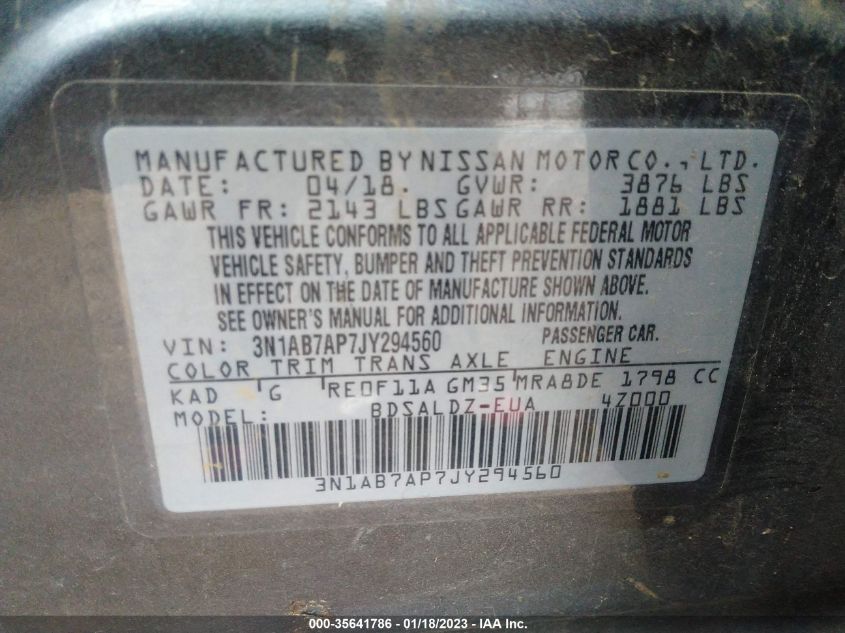 MANUFACTURED BY NISSAN MOTOR CO., LTD.
DATE: 04/18. GVWR: 3876 LBS
GAWR FR: 2143 LBS GAWR RR: 1881 LBS
THIS VEHICLE CONFORMS TO ALL APPLICABLE FEDERAL MOTOR
VEHICLE SAFETY, BUMPER AND THEFT PREVENTION STANDARDS
IN EFFECT ON THE DATE OF MANUFACTURE SHOWN ABOVE.
SEE OWNER'S MANUAL FOR ADDITIONAL INFORMATION.
VIN: 3N1AB7AP7JY294560 PASSENGER CAR.
COLOR TRIM TRANS AXLE ENGINE
KAD G RE0F11A GM35 MRA8DE 1798 CC
MODEL: BDSALDZ-EUA 4Z000
3N1AB7AP7JY294560
000-35641786 - 01/18/2023 - IAA Inc.